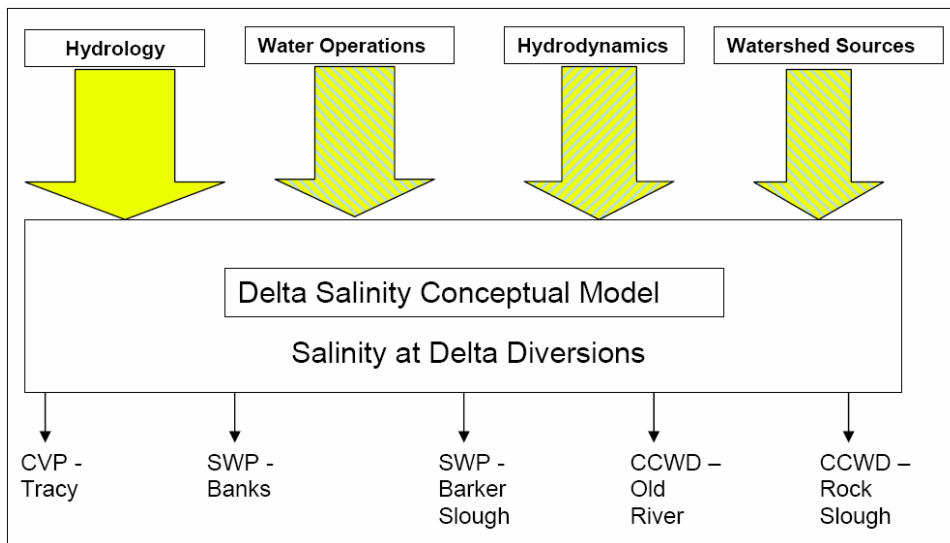 Hydrology
Water Operations
Hydrodynamics
Watershed Sources
Delta Salinity Conceptual Model
Salinity at Delta Diversions
CVP -
Tracy
SWP -
Banks
SWP -
Barker
Slough
CCWD –
Old
River
CCWD –
Rock
Slough